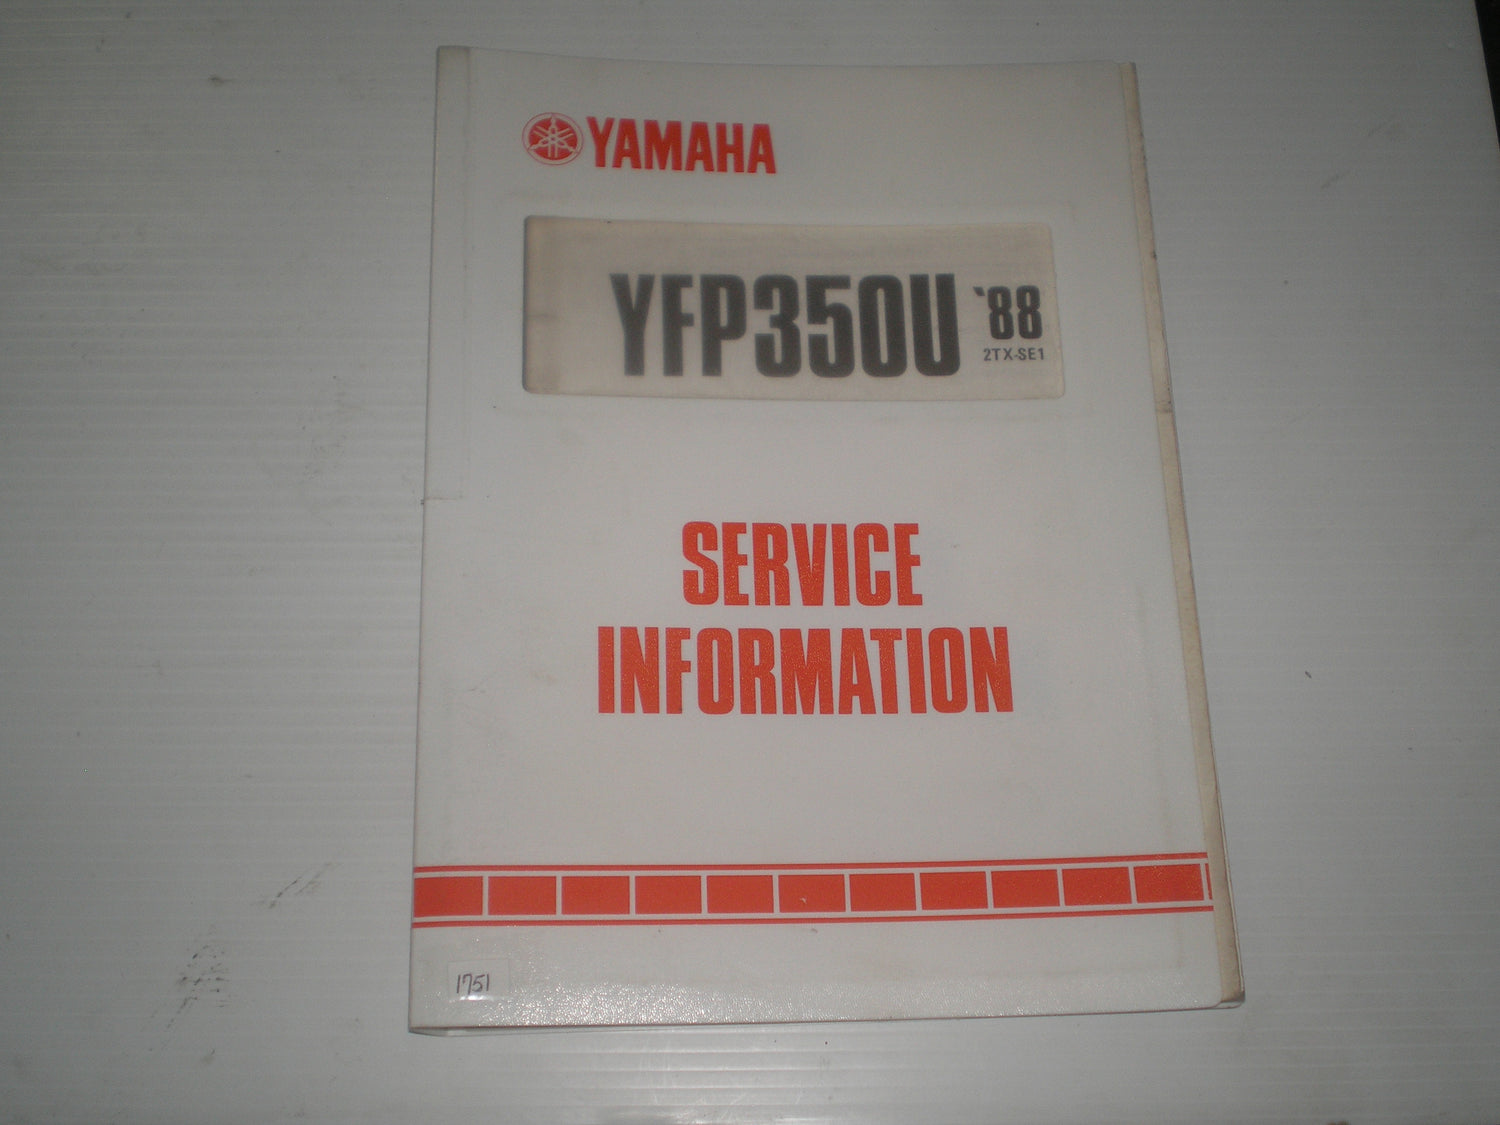 YAMAHA
YFP350U '88
2TX-SE1
SERVICE
INFORMATION
1751